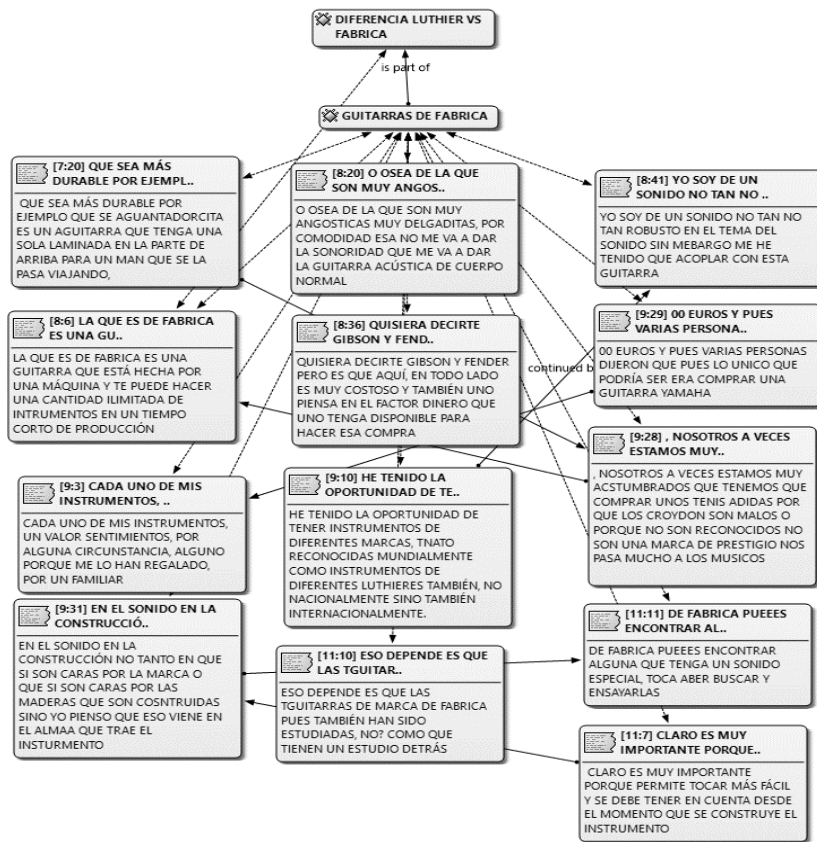 DIFERENCIA LUTHIER VS
FABRICA
is part of
GUITARRAS DE FABRICA
[7:20] QUE SEA MÁS
DURABLE POR EJEMPL..
QUE SEA MÁS DURABLE POR
EJEMPLO QUE SE AGUANTADORCITA
ES UN AGUITARRA QUE TENGA UNA
SOLA LAMINADA EN LA PARTE DE
ARRIBA PARA UN MAN QUE SE LA
PASA VIAJANDO,
[8:20] O OSEA DE LA QUE
SON MUY ANGOS..
O OSEA DE LA QUE SON MUY
ANGOSTICAS MUY DELGADITAS, POR
COMODIDAD ESA NO ME VA A DAR
LA SONORIDAD QUE ME VA A DAR
LA GUITARRA ACÚSTICA DE CUERPO
NORMAL
[8:41] YO SOY DE UN
SONIDO NO TAN NO ..
YO SOY DE UN SONIDO NO TAN NO
TAN ROBUSTO EN EL TEMA DEL
SONIDO SIN MEBARGO ME HE
TENIDO QUE ACOPLAR CON ESTA
GUITARRA
[8:6] LA QUE ES DE FABRICA
ES UNA GU..
LA QUE ES DE FABRICA ES UNA
GUITARRA QUE ESTÁ HECHA POR
UNA MÁQUINA Y TE PUEDE HACER
UNA CANTIDAD ILIMITADA DE
INTRUMENTOS EN UN TIEMPO
CORTO DE PRODUCCIÓN
[8:36] QUISIERA DECIRTE
GIBSON Y FEND..
QUISIERA DECIRTE GIBSON Y FENDER
PERO ES QUE AQUÍ, EN TODO LADO
ES MUY COSTOSO Y TAMBIÉN UNO
PIENSA EN EL FACTOR DINERO QUE
UNO TENGA DISPONIBLE PARA
HACER ESA COMPRA
continued b
[9:29] 00 EUROS Y PUES
VARIAS PERSONA..
00 EUROS Y PUES VARIAS PERSONAS
DIJERON QUE PUES LO UNICO QUE
PODRÍA SER ERA COMPRAR UNA
GUITARRA YAMAHA
[9:28] , NOSOTROS A VECES
ESTAMOS MUY..
, NOSOTROS A VECES ESTAMOS MUY
ACSTUMBRADOS QUE TENEMOS QUE
COMPRAR UNOS TENIS ADIDAS POR
QUE LOS CROYDON SON MALOS O
PORQUE NO SON RECONOCIDOS NO
SON UNA MARCA DE PRESTIGIO NOS
PASA MUCHO A LOS MUSICOS
[9:3] CADA UNO DE MIS
INSTRUMENTOS, ..
CADA UNO DE MIS INSTRUMENTOS,
UN VALOR SENTIMIENTOS, POR
ALGUNA CIRCUNSTANCIA, ALGUNO
PORQUE ME LO HAN REGALADO,
POR UN FAMILIAR
[9:10] HE TENIDO LA
OPORTUNIDAD DE TE..
HE TENIDO LA OPORTUNIDAD DE
TENER INSTRUMENTOS DE
DIFERENTES MARCAS, TNATO
RECONOCIDAS MUNDIALMENTE
COMO INSTRUMENTOS DE
DIFERENTES LUTHIERES TAMBIÉN, NO
NACIONALMENTE SINO TAMBIÉN
INTERNACIONALMENTE.
[9:31] EN EL SONIDO EN LA
CONSTRUCCIÓ..
EN EL SONIDO EN LA
CONSTRUCCIÓN NO TANTO EN QUE
SI SON CARAS POR LA MARCA O
QUE SI SON CARAS POR LAS
MADERAS QUE SON COSNTRUIDAS
SINO YO PIENSO QUE ESO VIENE EN
EL ALMAA QUE TRAE EL
INSTURMENTO
[11:10] ESO DEPENDE ES QUE
LAS TGUITAR..
ESO DEPENDE ES QUE LAS
TGUITARRAS DE MARCA DE FABRICA
PUES TAMBIÉN HAN SIDO
ESTUDIADAS, NO? COMO QUE
TIENEN UN ESTUDIO DETRÁS
[11:11] DE FABRICA PUEEES
ENCONTRAR AL..
DE FABRICA PUEEES ENCONTRAR
ALGUNA QUE TENGA UN SONIDO
ESPECIAL, TOCA ABER BUSCAR Y
ENSAYARLAS
[11:7] CLARO ES MUY
IMPORTANTE PORQUE..
CLARO ES MUY IMPORTANTE
PORQUE PERMITE TOCAR MÁS FÁCIL
Y SE DEBE TENER EN CUENTA DESDE
EL MOMENTO QUE SE CONSTRUYE EL
INSTRUMENTO